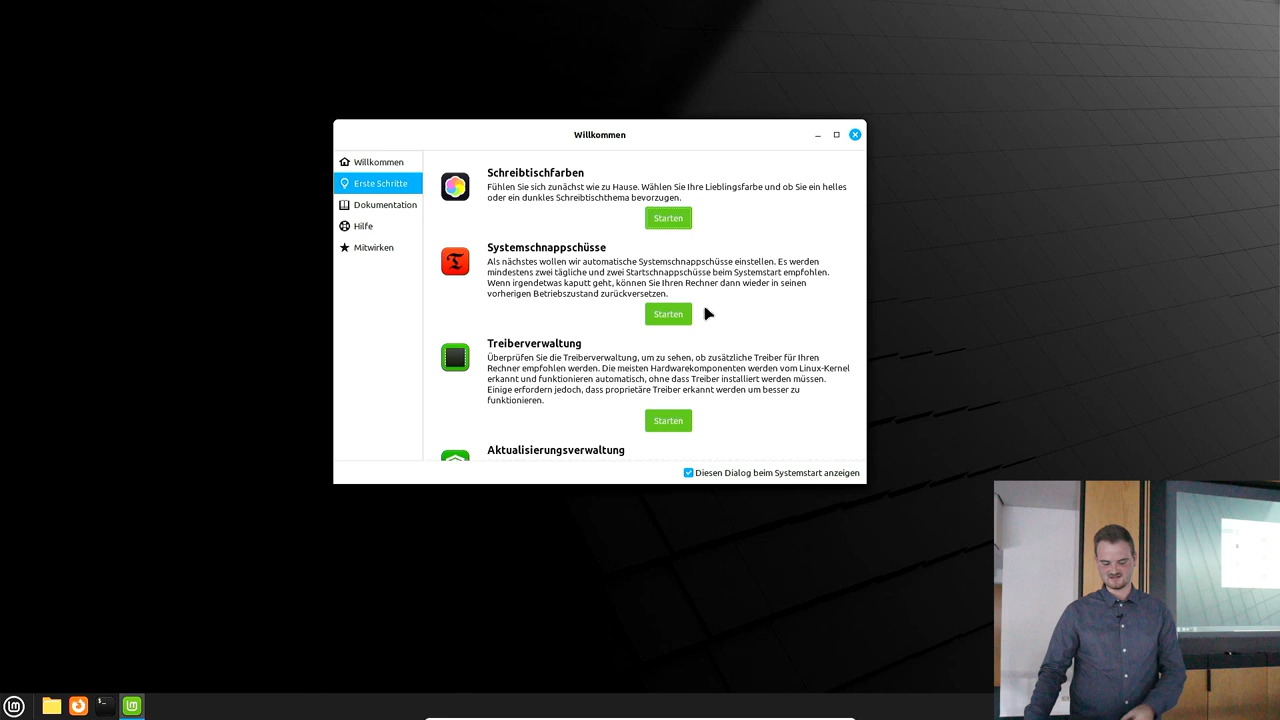 Willkommen
Willkommen
Erste Schritte
Dokumentation
Hilfe
Mitwirken
Schreibtischfarben
Fühlen Sie sich zunächst wie zu Hause. Wählen Sie Ihre Lieblingsfarbe und ob Sie ein helles
oder ein dunkles Schreibtischthema bevorzugen.
Starten
Systemschnappschüsse
Als nächstes wollen wir automatische Systemschnappschüsse einstellen. Es werden
mindestens zwei tägliche und zwei Startschnappschüsse beim Systemstart empfohlen.
Wenn irgendetwas kaputt geht, können Sie Ihren Rechner dann wieder in seinen
vorherigen Betriebszustand zurückversetzen.
Starten
Treiberverwaltung
Überprüfen Sie die Treiberverwaltung, um zu sehen, ob zusätzliche Treiber für Ihren
Rechner empfohlen werden. Die meisten Hardwarekomponenten werden vom Linux-Kernel
erkannt und funktionieren automatisch, ohne dass Treiber installiert werden müssen.
Einige erfordern jedoch, dass proprietäre Treiber erkannt werden um besser zu
funktionieren.
Starten
Aktualisierungsverwaltung
Diesen Dialog beim Systemstart anzeigen